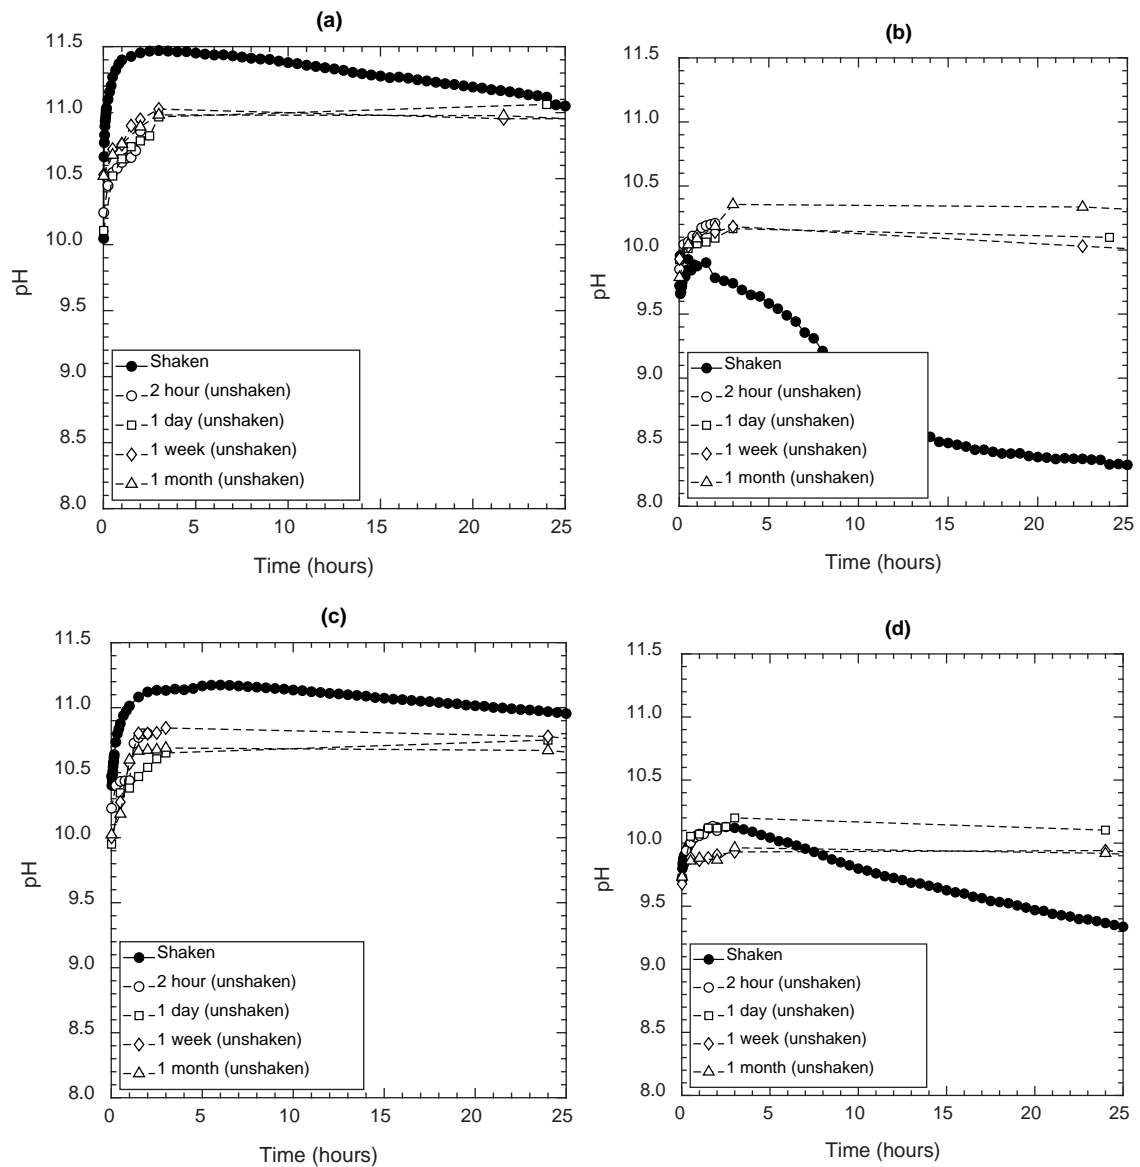 (a)
11.5
11.0
10.5
10.0
9.5
9.0
8.5
8.0
pH
Shaken
2 hour (unshaken)
1 day (unshaken)
1 week (unshaken)
1 month (unshaken)
0 5 10 15 20 25
Time (hours)
(b)
11.5
11.0
10.5
10.0
9.5
9.0
8.5
8.0
pH
Shaken
2 hour (unshaken)
1 day (unshaken)
1 week (unshaken)
1 month (unshaken)
0 5 10 15 20 25
Time (hours)
(c)
11.5
11.0
10.5
10.0
9.5
9.0
8.5
8.0
pH
Shaken
2 hour (unshaken)
1 day (unshaken)
1 week (unshaken)
1 month (unshaken)
0 5 10 15 20 25
Time (hours)
(d)
11.5
11.0
10.5
10.0
9.5
9.0
8.5
8.0
pH
Shaken
2 hour (unshaken)
1 day (unshaken)
1 week (unshaken)
1 month (unshaken)
0 5 10 15 20 25
Time (hours)